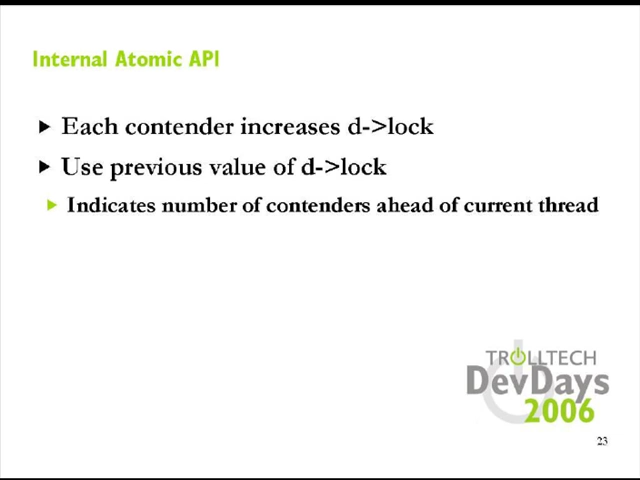 Internal Atomic API
Each contender increases d->lock
Use previous value of d->lock
Indicates number of contenders ahead of current thread
TROLLTECH
DevDays
2006
23